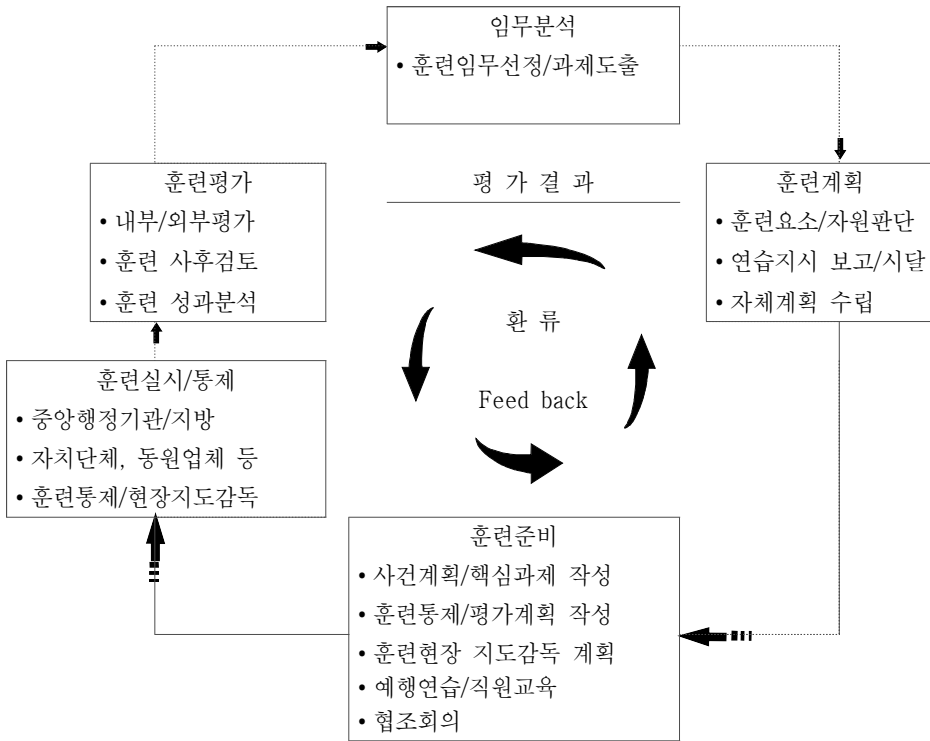 임무분석
• 훈련임무선정/과제도출
훈련평가
• 내부/외부평가
• 훈련 사후검토
• 훈련 성과분석
평 가 결 과
환 류
Feed back
훈련계획
• 훈련요소/자원판단
• 연습지시 보고/시달
• 자체계획 수립
훈련실시/통제
• 중앙행정기관/지방
• 자치단체, 동원업체 등
• 훈련통제/현장지도감독
훈련준비
• 사건계획/핵심과제 작성
• 훈련통제/평가계획 작성
• 훈련현장 지도감독 계획
• 예행연습/직원교육
• 협조회의